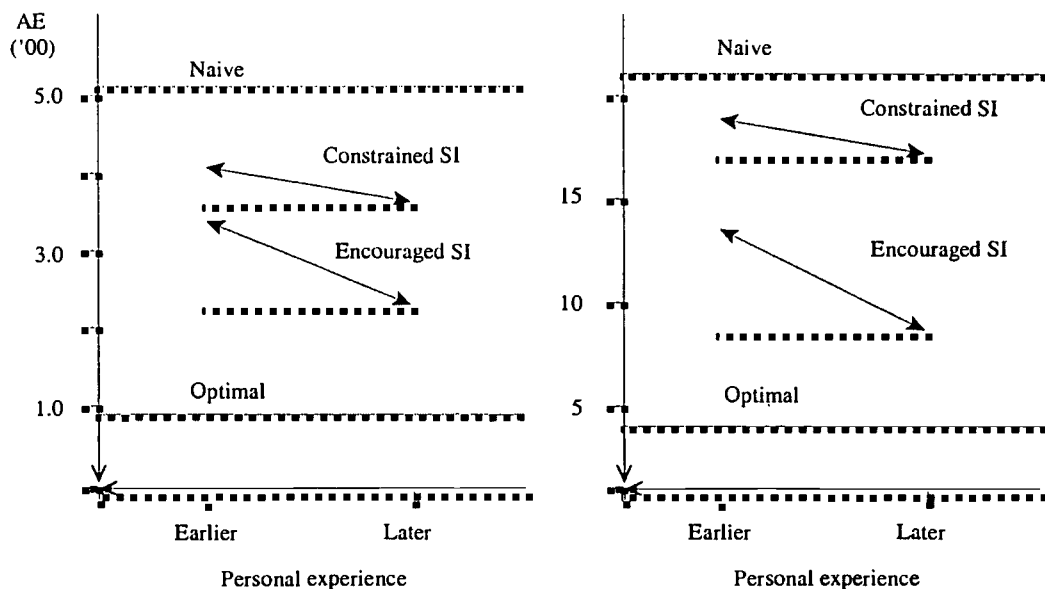 AE
('00)
Naive
5.0
Constrained SI
3.0
Encouraged SI
Optimal
1.0
Earlier
Later
Personal experience
Naive
Constrained SI
15
Encouraged SI
10
Optimal
5
Earlier
Later
Personal experience